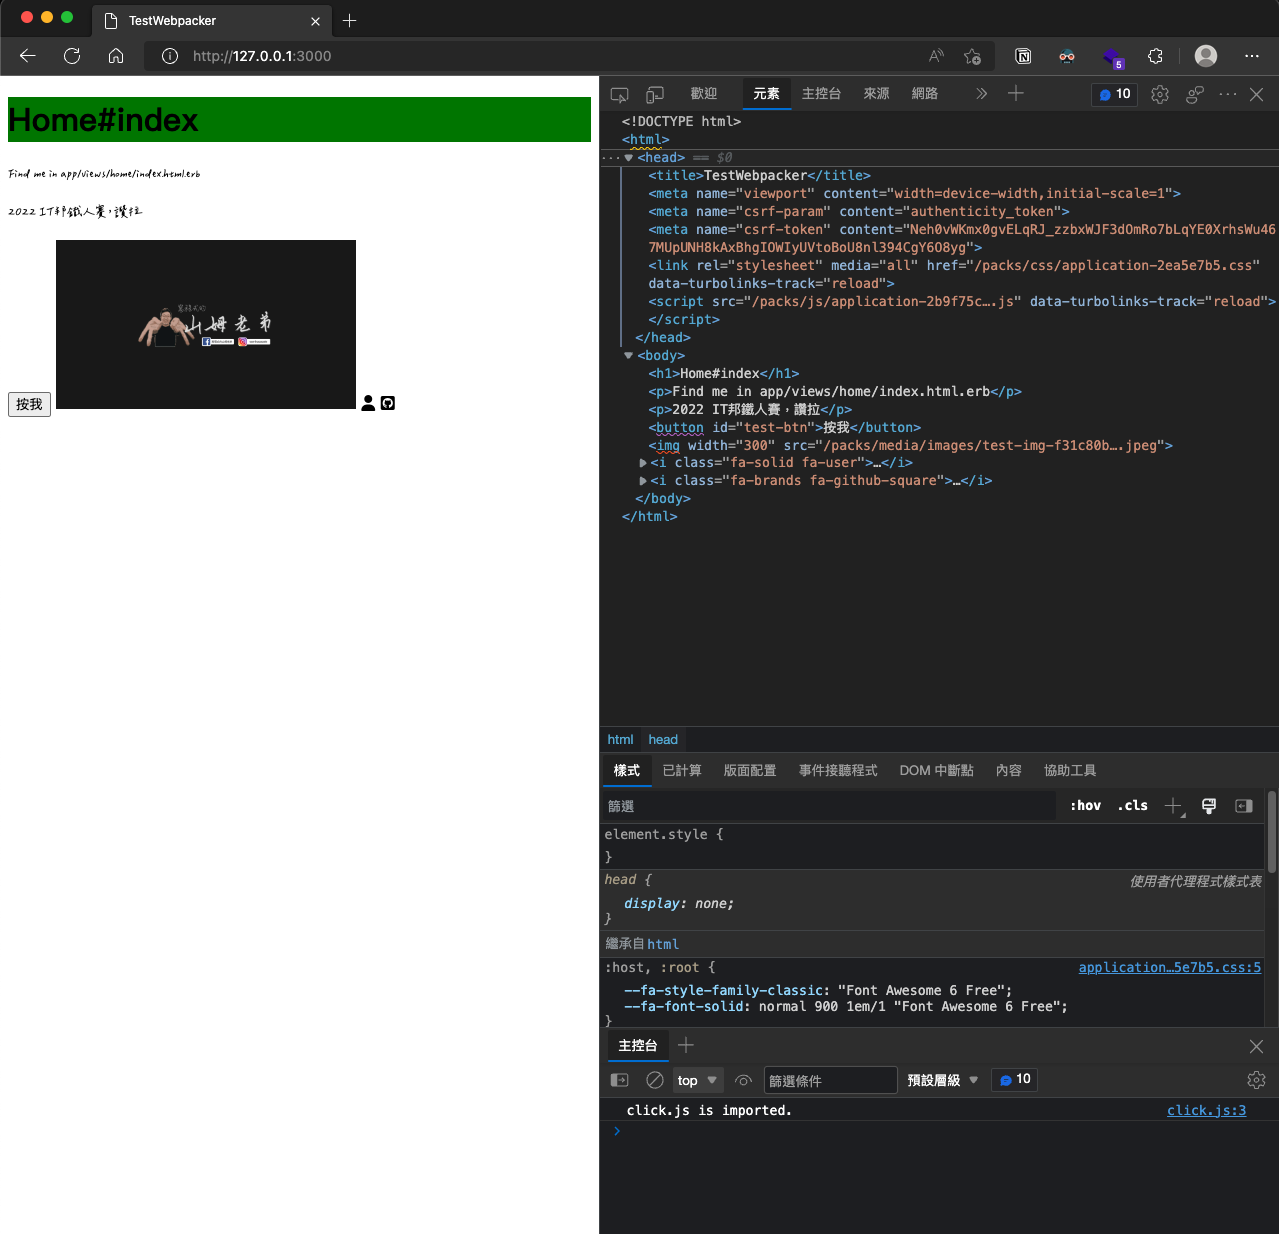 TestWebpacker
http://127.0.0.1:3000
5
Home#index
Find me in app/views/home/index.html.erb
2022 IT邦鐵人賽，讚拉
山姆老弟
按我
歡迎
元素
主控台
來源
網路
10
<!DOCTYPE html>
<html>
<head> == $0
<title>TestWebpacker</title>
<meta name="viewport" content="width=device-width,initial-scale=1">
<meta name="csrf-param" content="authenticity_token">
<meta name="csrf-token" content="Neh0vWKmx0gvELqRJ_zzbxWJF3dOmRo7bLqYE0XrhsWu46
7MUpUNH8kAxBhgIOWIyUVtoBoU8nl394CgY6O8yg">
<link rel="stylesheet" media="all" href="/packs/css/application-2ea5e7b5.css"
data-turbolinks-track="reload">
<script src="/packs/js/application-2b9f75c….js" data-turbolinks-track="reload">
</script>
</head>
<body>
<h1>Home#index</h1>
<p>Find me in app/views/home/index.html.erb</p>
<p>2022 IT邦鐵人賽，讚拉</p>
<button id="test-btn">按我</button>
<img width="300" src="/packs/media/images/test-img-f31c80b….jpeg">
<i class="fa-solid fa-user">…</i>
<i class="fa-brands fa-github-square">…</i>
</body>
</html>
html head
樣式 已計算 版面配置 事件接聽程式 DOM 中斷點 內容 協助工具
篩選 :hov .cls
element.style {
}
head { 使用者代理程式樣式表
display: none;
}
繼承自 html
:host, :root { application…5e7b5.css:5
--fa-style-family-classic: "Font Awesome 6 Free";
--fa-font-solid: normal 900 1em/1 "Font Awesome 6 Free";
}
主控台
top 篩選條件 預設層級 10
click.js is imported. click.js:3